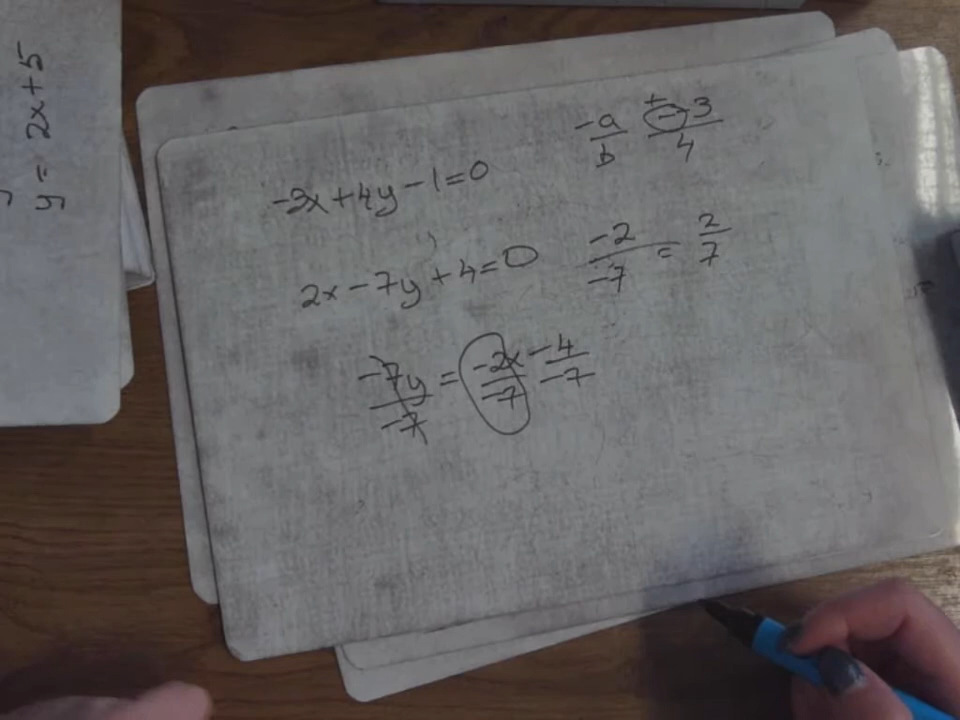 y = 2x+5
-a/b +--3/4
-3x+4y-1=0
2x-7y+4=0 -2/-7 = 2/7
-7y/-7 = -2x/-7 -4/-7